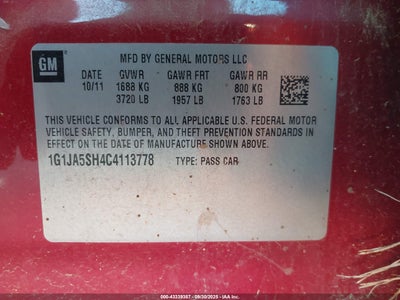 MFD BY GENERAL MOTORS LLC
GM
DATE GVWR GAWR FRT GAWR RR
10/11 1688 KG 888 KG 800 KG
3720 LB 1957 LB 1763 LB
THIS VEHICLE CONFORMS TO ALL APPLICABLE U.S. FEDERAL MOTOR
VEHICLE SAFETY, BUMPER, AND THEFT PREVENTION STANDARDS IN
EFFECT ON THE DATE OF MANUFACTURE SHOWN ABOVE.
1G1JA5SH4C4113778 TYPE: PASS CAR
000-43339387 - 09/30/2025 - IAAI.COM